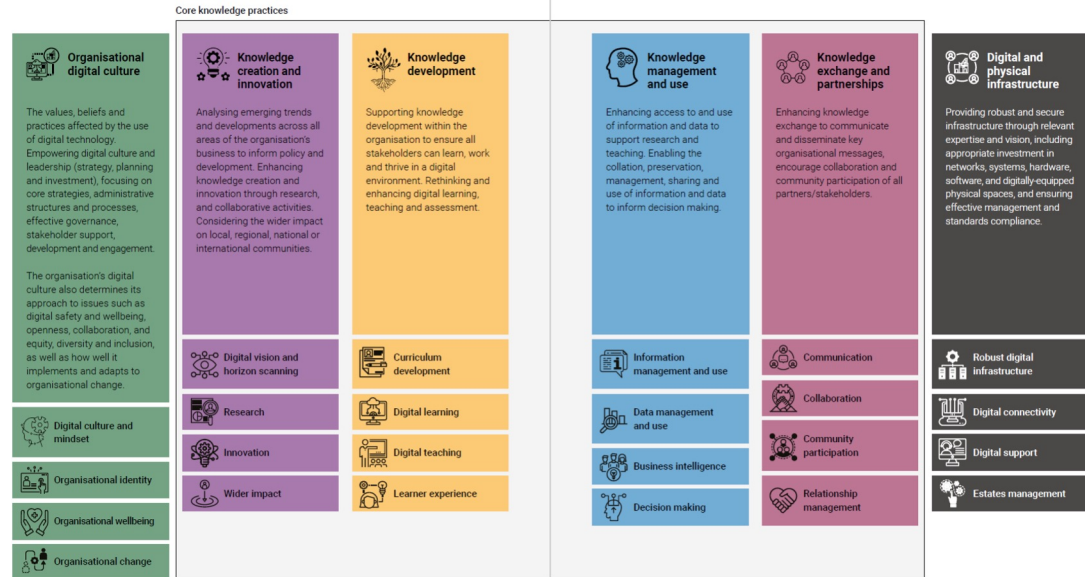 Core knowledge practices
Organisational
digital culture
The values, beliefs and
practices affected by the use
of digital technology.
Empowering digital culture and
leadership (strategy, planning
and investment), focusing on
core strategies, administrative
structures and processes,
effective governance,
stakeholder support,
development and engagement.
The organisation's digital
culture also determines its
approach to issues such as
digital safety and wellbeing,
openness, collaboration, and
equity, diversity and inclusion,
as well as how well it
implements and adapts to
organisational change.
Digital culture and
mindset
Organisational identity
Organisational wellbeing
Organisational change
Knowledge
creation and
innovation
Analysing emerging trends
and developments across all
areas of the organisation's
business to inform policy and
development. Enhancing
knowledge creation and
innovation through research,
and collaborative activities.
Considering the wider impact
on local, regional, national or
international communities.
Digital vision and
horizon scanning
Research
Innovation
Wider impact
Knowledge
development
Supporting knowledge
development within the
organisation to ensure all
stakeholders can learn, work
and thrive in a digital
environment. Rethinking and
enhancing digital learning,
teaching and assessment.
Curriculum
development
Digital learning
Digital teaching
Learner experience
Knowledge
management
and use
Enhancing access to and use
of information and data to
support research and
teaching. Enabling the
collation, preservation,
management, sharing and
use of information and data
to inform decision making.
Information
management and use
Data management
and use
Business intelligence
Decision making
Knowledge
exchange and
partnerships
Enhancing knowledge
exchange to communicate
and disseminate key
organisational messages,
encourage collaboration and
community participation of all
partners/stakeholders.
Communication
Collaboration
Community
participation
Relationship
management
Digital and
physical
infrastructure
Providing robust and secure
infrastructure through relevant
expertise and vision, including
appropriate investment in
networks, systems, hardware,
software, and digitally-equipped
physical spaces, and ensuring
effective management and
standards compliance.
Robust digital
infrastructure
Digital connectivity
Digital support
Estates management